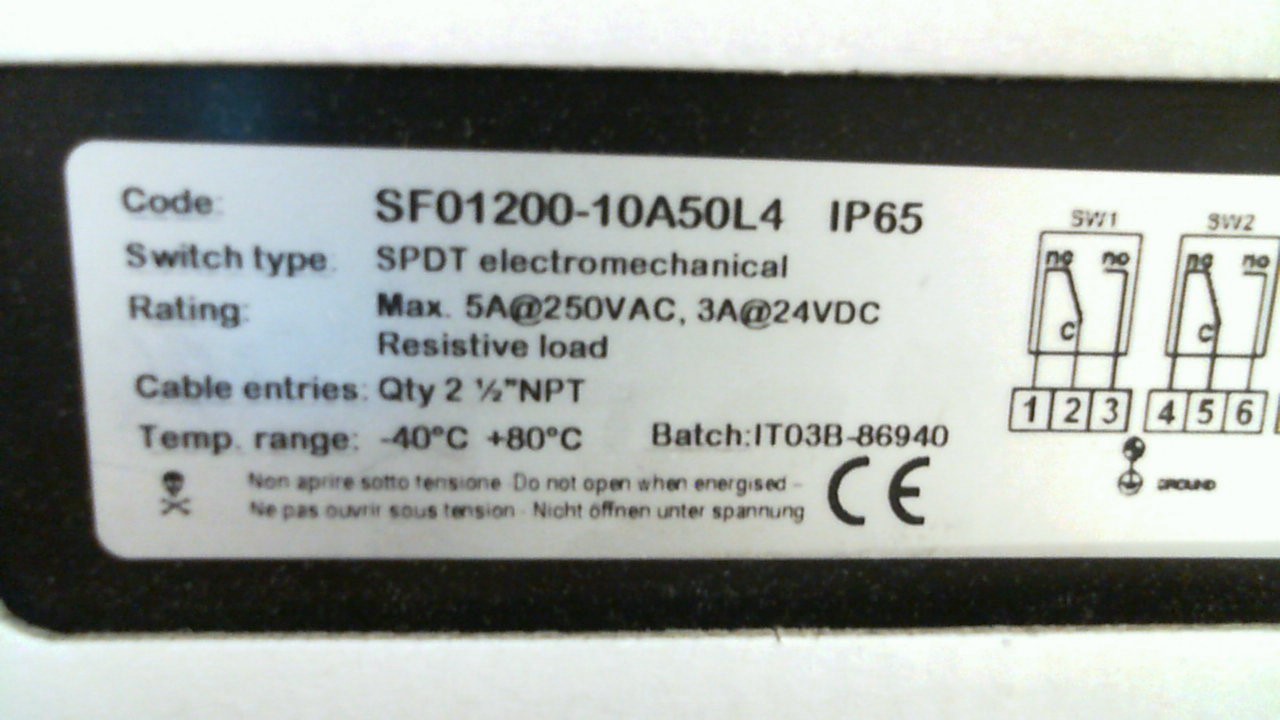 Code: SF01200-10A50L4 IP65
Switch type. SPDT electromechanical
Rating: Max. 5A@250VAC, 3A@24VDC
Resistive load
Cable entries: Qty 2 ½"NPT
Temp. range: -40°C +80°C Batch:IT03B-86940
Non aprire sotto tensione - Do not open when energised -
Ne pas ouvrir sous tension - Nicht öffnen unter spannung
CE
SW1 SW2
no no
C C
1 2 3 4 5 6
GROUND